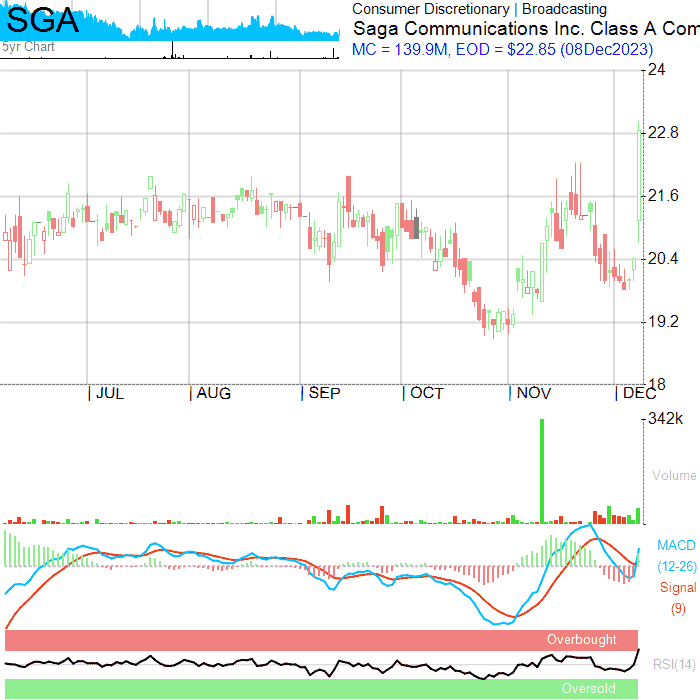 SGA
5yr Chart
Consumer Discretionary | Broadcasting
Saga Communications Inc. Class A Com
MC = 139.9M, EOD = $22.85 (08Dec2023)
24
22.8
21.6
20.4
19.2
18
JUL
AUG
SEP
OCT
NOV
DEC
342k
Volume
MACD
(12-26)
Signal
(9)
Overbought
RSI(14)
Oversold